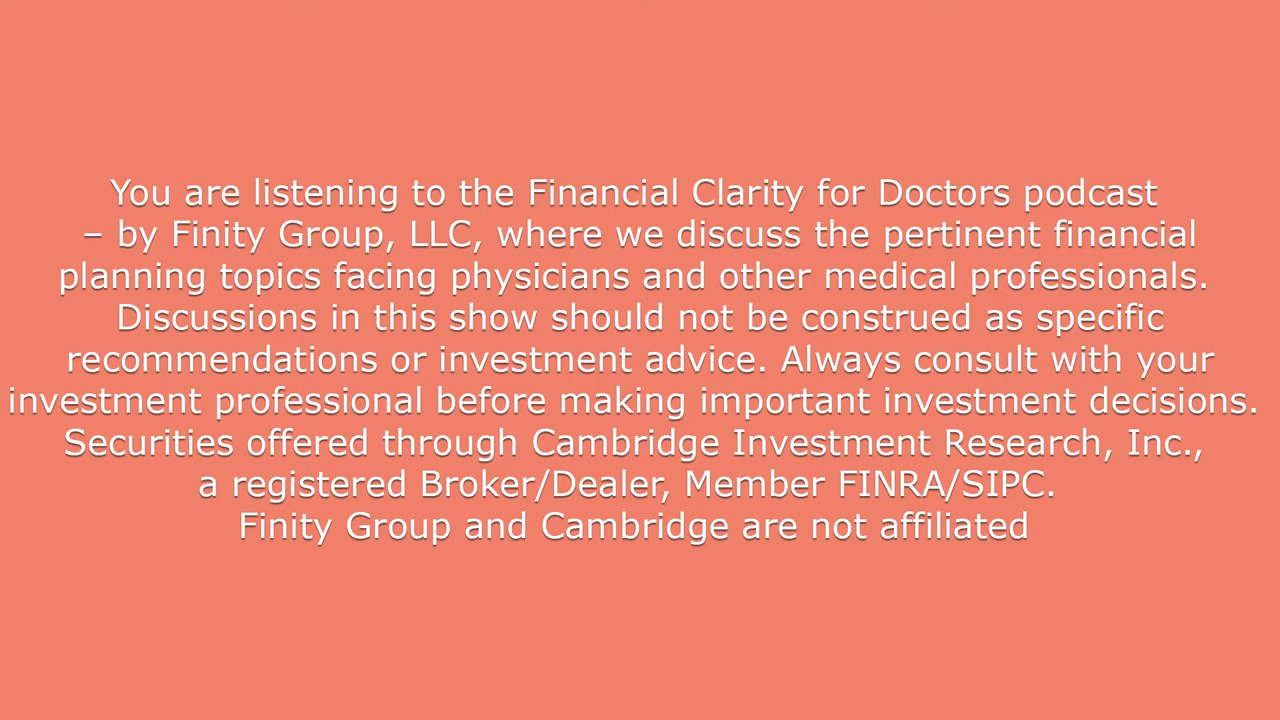 You are listening to the Financial Clarity for Doctors podcast
– by Finity Group, LLC, where we discuss the pertinent financial
planning topics facing physicians and other medical professionals.
Discussions in this show should not be construed as specific
recommendations or investment advice. Always consult with your
investment professional before making important investment decisions.
Securities offered through Cambridge Investment Research, Inc.,
a registered Broker/Dealer, Member FINRA/SIPC.
Finity Group and Cambridge are not affiliated